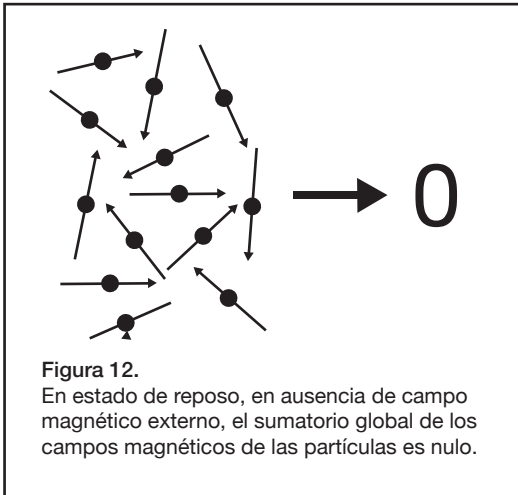 0
Figura 12.
En estado de reposo, en ausencia de campo
magnético externo, el sumatorio global de los
campos magnéticos de las partículas es nulo.